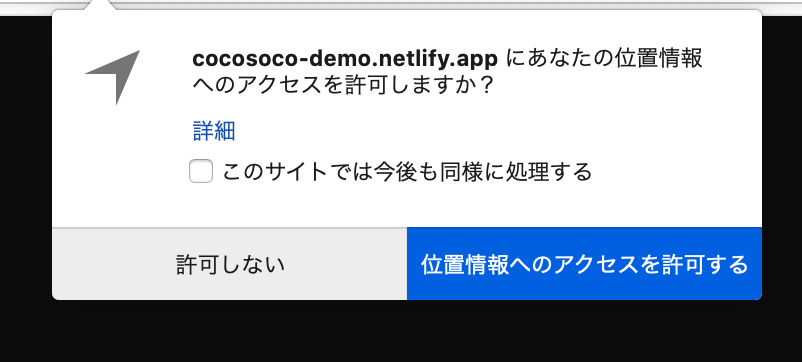 cocosoco-demo.netlify.app にあなたの位置情報
へのアクセスを許可しますか？
詳細
このサイトでは今後も同様に処理する
許可しない
位置情報へのアクセスを許可する